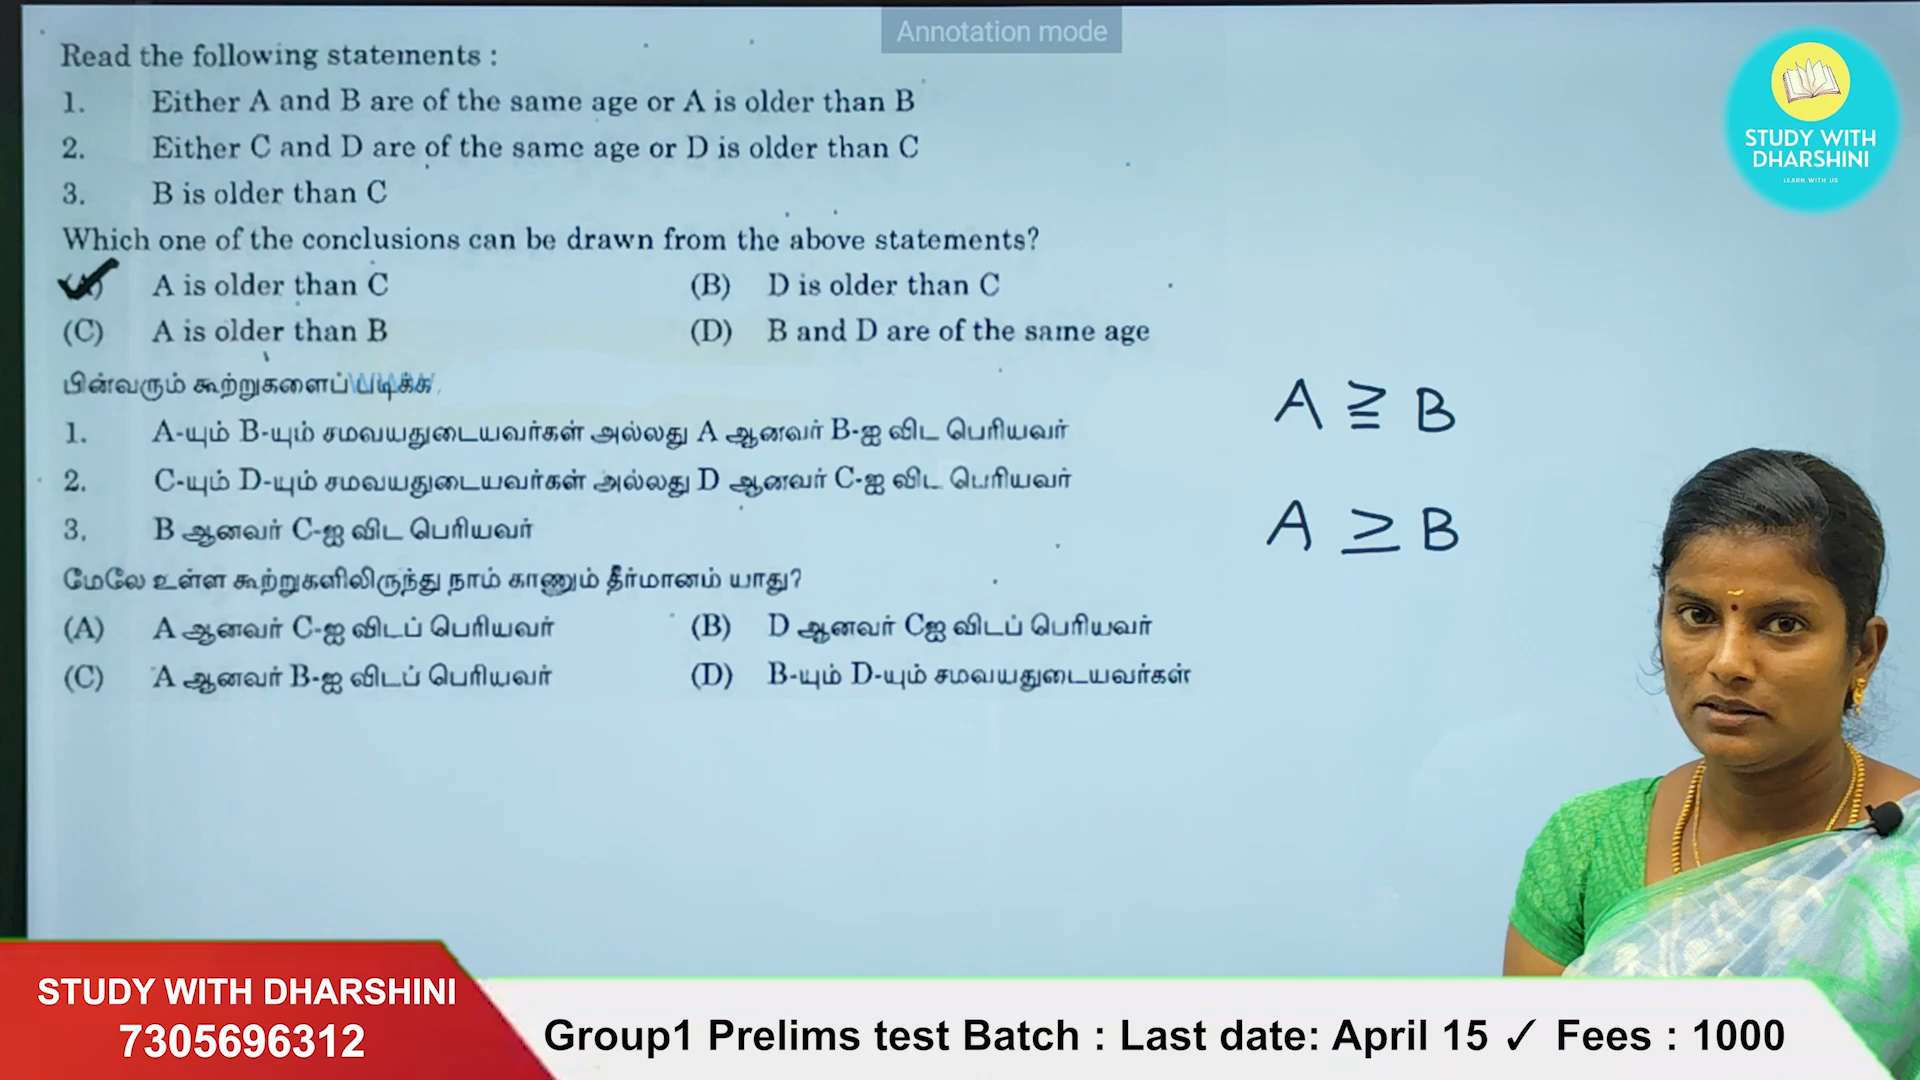 Annotation mode
Read the following statements :
1. Either A and B are of the same age or A is older than B
2. Either C and D are of the same age or D is older than C
3. B is older than C
Which one of the conclusions can be drawn from the above statements?
A is older than C (B) D is older than C
(C) A is older than B (D) B and D are of the same age
பின்வரும் கூற்றுகளைப் படிக்க
1. A-யும் B-யும் சமவயதுடையவர்கள் அல்லது A ஆனவர் B-ஐ விட பெரியவர்
2. C-யும் D-யும் சமவயதுடையவர்கள் அல்லது D ஆனவர் C-ஐ விட பெரியவர்
3. B ஆனவர் C-ஐ விட பெரியவர்
மேலே உள்ள கூற்றுகளிலிருந்து நாம் காணும் தீர்மானம் யாது?
(A) A ஆனவர் C-ஐ விடப் பெரியவர் (B) D ஆனவர் Cஐ விடப் பெரியவர்
(C) A ஆனவர் B-ஐ விடப் பெரியவர் (D) B-யும் D-யும் சமவயதுடையவர்கள்
A ≧ B
A ≥ B
STUDY WITH
DHARSHINI
LEARN WITH US
STUDY WITH DHARSHINI
7305696312
Group1 Prelims test Batch : Last date: April 15 ✓ Fees : 1000